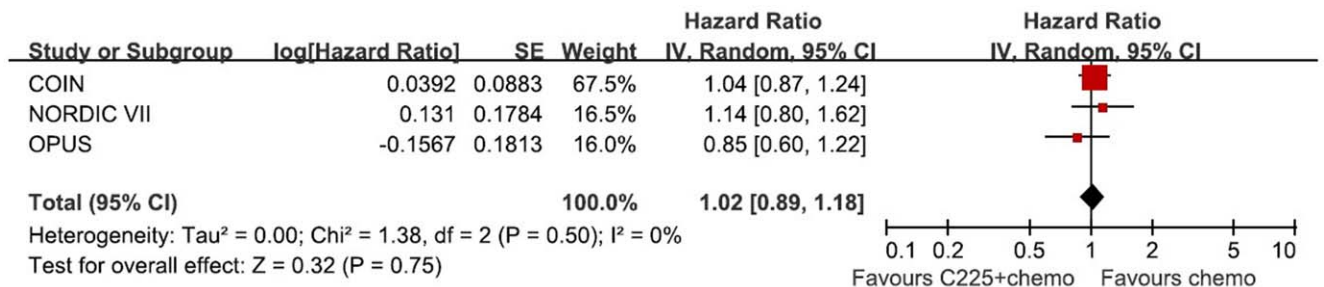 Hazard Ratio Hazard Ratio
Study or Subgroup log[Hazard Ratio] SE Weight IV, Random, 95% CI IV, Random, 95% CI
COIN 0.0392 0.0883 67.5% 1.04 [0.87, 1.24]
NORDIC VII 0.131 0.1784 16.5% 1.14 [0.80, 1.62]
OPUS -0.1567 0.1813 16.0% 0.85 [0.60, 1.22]
Total (95% CI) 100.0% 1.02 [0.89, 1.18]
Heterogeneity: Tau² = 0.00; Chi² = 1.38, df = 2 (P = 0.50); I² = 0%
Test for overall effect: Z = 0.32 (P = 0.75)
0.1 0.2 0.5 1 2 5 10
Favours C225+chemo Favours chemo